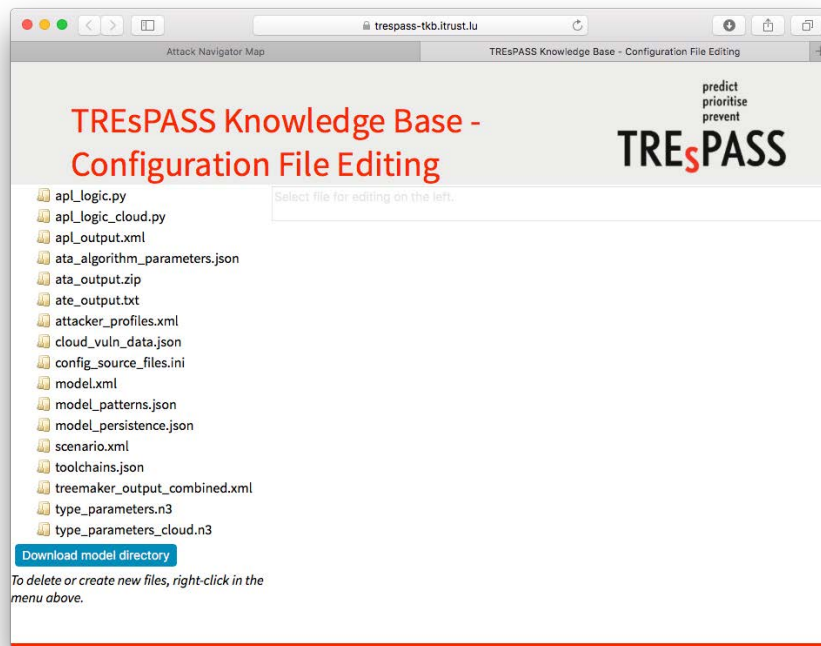 trespass-tkb.itrust.lu
Attack Navigator Map
TREsPASS Knowledge Base - Configuration File Editing
TREsPASS Knowledge Base -
Configuration File Editing
predict
prioritise
prevent
TREsPASS
apl_logic.py
Select file for editing on the left.
apl_logic_cloud.py
apl_output.xml
ata_algorithm_parameters.json
ata_output.zip
ate_output.txt
attacker_profiles.xml
cloud_vuln_data.json
config_source_files.ini
model.xml
model_patterns.json
model_persistence.json
scenario.xml
toolchains.json
treemaker_output_combined.xml
type_parameters.n3
type_parameters_cloud.n3
Download model directory
To delete or create new files, right-click in the
menu above.